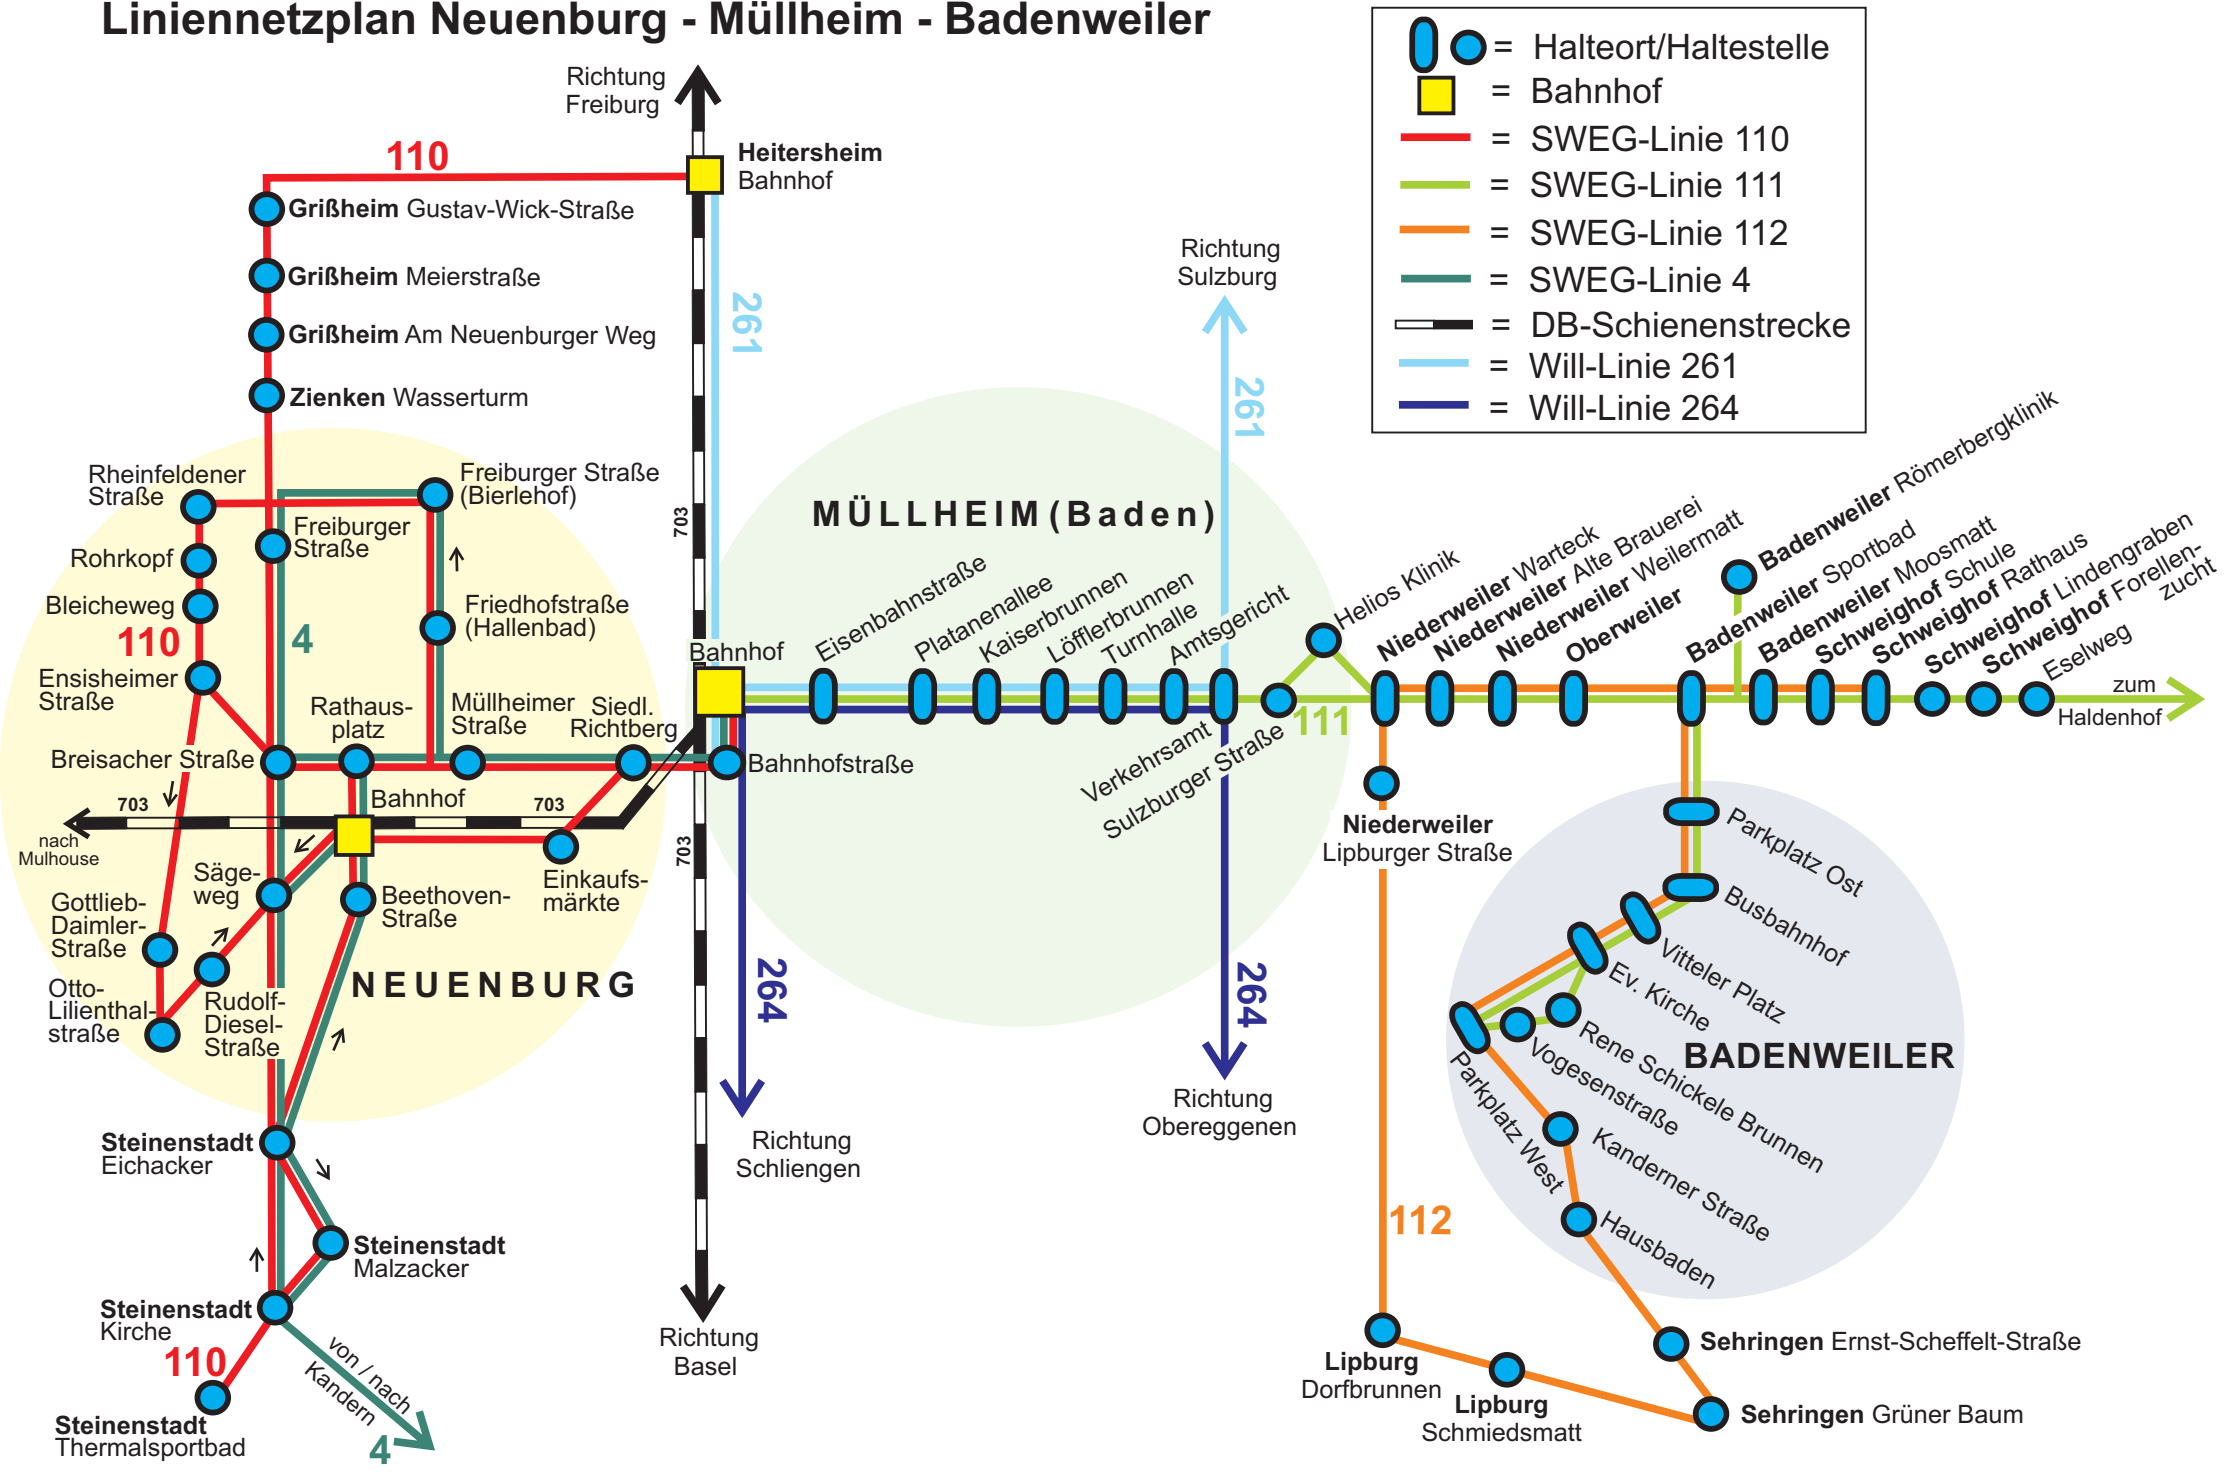 Liniennetzplan Neuenburg - Müllheim - Badenweiler
= Halteort/Haltestelle
= Bahnhof
= SWEG-Linie 110
= SWEG-Linie 111
= SWEG-Linie 112
= SWEG-Linie 4
= DB-Schienenstrecke
= Will-Linie 261
= Will-Linie 264
Richtung
Freiburg
110
Heitersheim
Bahnhof
Grißheim Gustav-Wick-Straße
Grißheim Meierstraße
Grißheim Am Neuenburger Weg
Zienken Wasserturm
261
Richtung
Sulzburg
261
Rheinfeldener
Straße
Freiburger Straße
(Bierlehof)
Freiburger
Straße
Rohrkopf
Bleicheweg
110
4
Friedhofstraße
(Hallenbad)
Ensisheimer
Straße
Rathaus-
platz
Müllheimer
Straße
Siedl.
Richtberg
Breisacher Straße
Bahnhof
703
703
nach
Mulhouse
Säge-
weg
Beethoven-
Straße
Einkaufs-
märkte
Gottlieb-
Daimler-
Straße
Otto-
Lilienthal-
straße
Rudolf-
Diesel-
Straße
NEUENBURG
Steinenstadt
Eichacker
Steinenstadt
Malzacker
Steinenstadt
Kirche
110
Steinenstadt
Thermalsportbad
von / nach
Kandern
4
703
703
MÜLLHEIM (Baden)
Bahnhof
Bahnhofstraße
Eisenbahnstraße
Platanenallee
Kaiserbrunnen
Löfflerbrunnen
Turnhalle
Amtsgericht
Verkehrsamt
Sulzburger Straße
Helios Klinik
111
264
Richtung
Schliengen
264
Richtung
Obereggenen
Richtung
Basel
Niederweiler Warteck
Niederweiler Alte Brauerei
Niederweiler Weilermatt
Oberweiler
Badenweiler Sportbad
Badenweiler Römerbergklinik
Badenweiler Moosmatt
Schweighof Schule
Schweighof Rathaus
Schweighof Lindengraben
Schweighof Forellen-
zucht
Eselweg
zum
Haldenhof
Niederweiler
Lipburger Straße
Parkplatz Ost
Busbahnhof
Vitteler Platz
Ev. Kirche
Rene Schickele Brunnen
Vogesenstraße
Parkplatz West
BADENWEILER
Kanderner Straße
Hausbaden
112
Lipburg
Dorfbrunnen
Lipburg
Schmiedsmatt
Sehringen Ernst-Scheffelt-Straße
Sehringen Grüner Baum